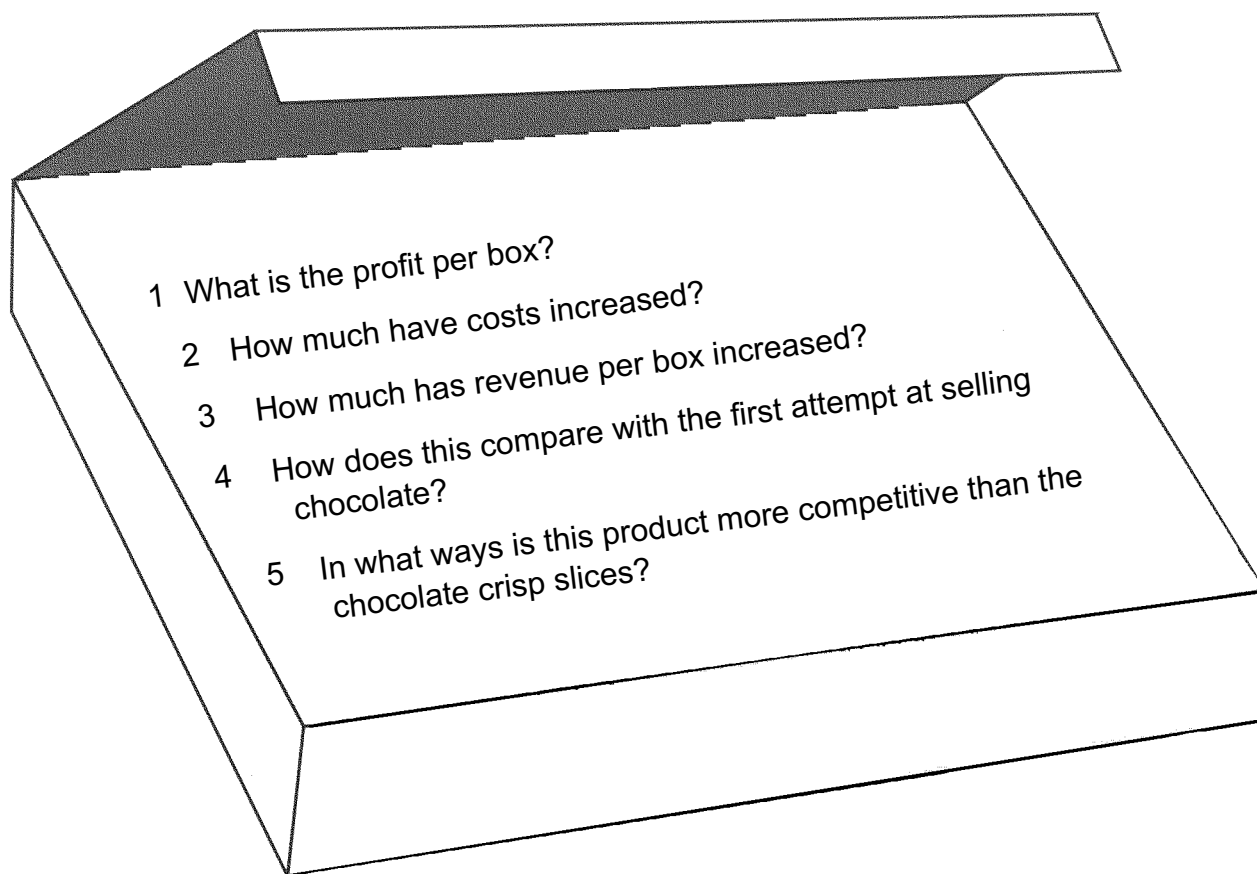 1 What is the profit per box?
2 How much have costs increased?
3 How much has revenue per box increased?
4 How does this compare with the first attempt at selling
chocolate?
5 In what ways is this product more competitive than the
chocolate crisp slices?